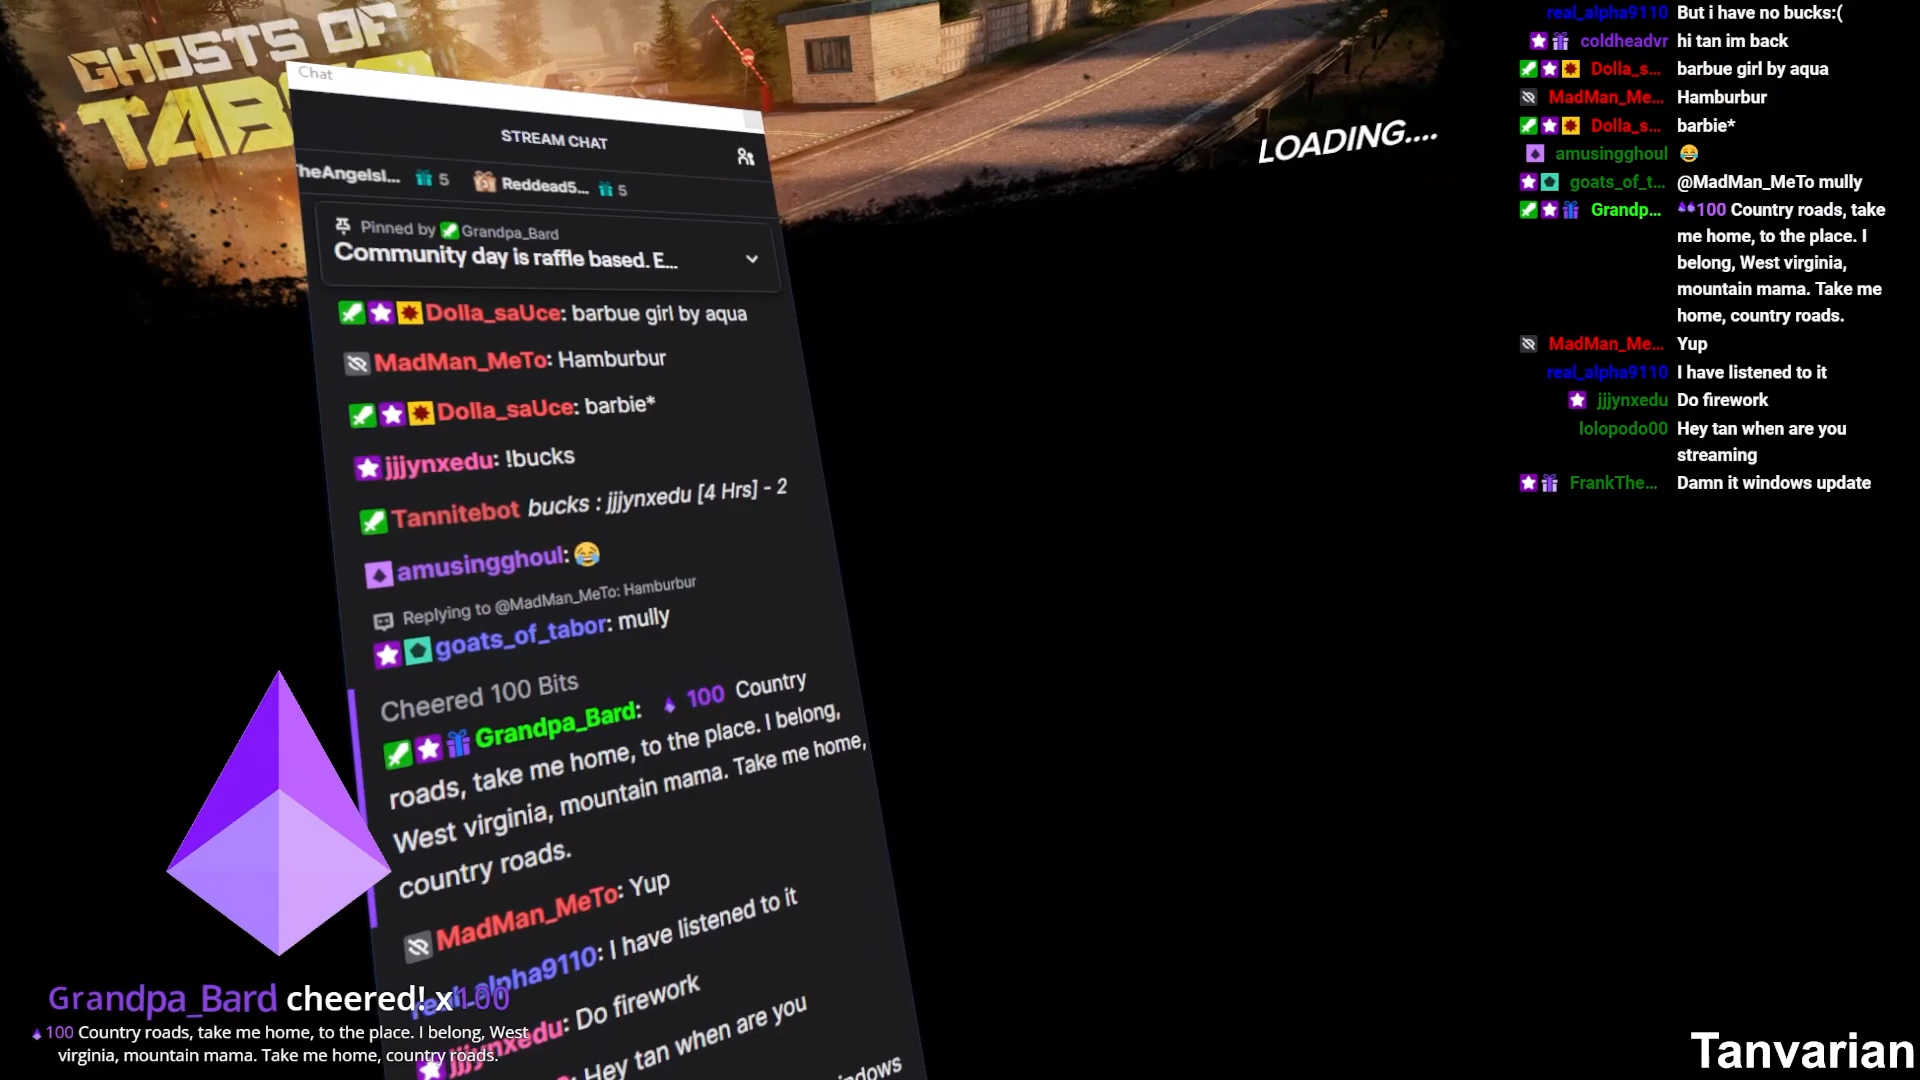 GHOSTS OF
Chat
STREAM CHAT
TheAngelsI... 5 Reddead5... 5
Pinned by Grandpa_Bard
Community day is raffle based. E...
Dolla_saUce: barbue girl by aqua
MadMan_MeTo: Hamburbur
Dolla_saUce: barbie*
jjjynxedu: !bucks
Tannitebot bucks : jjjynxedu [4 Hrs] - 2
amusingghoul: 😂
Replying to @MadMan_MeTo: Hamburbur
goats_of_tabor: mully
Cheered 100 Bits
Grandpa_Bard: 100 Country
roads, take me home, to the place. I belong,
West virginia, mountain mama. Take me home,
country roads.
MadMan_MeTo: Yup
real_alpha9110: I have listened to it
jjjynxedu: Do firework
Hey tan when are you
LOADING....
real_alpha9110 But i have no bucks:(
coldheadvr hi tan im back
Dolla_s... barbue girl by aqua
MadMan_Me... Hamburbur
Dolla_s... barbie*
amusingghoul 😂
goats_of_t... @MadMan_MeTo mully
Grandp... 100 Country roads, take
me home, to the place. I
belong, West virginia,
mountain mama. Take me
home, country roads.
MadMan_Me... Yup
real_alpha9110 I have listened to it
jjjynxedu Do firework
lolopodo00 Hey tan when are you
streaming
FrankThe... Damn it windows update
Grandpa_Bard cheered! x100
100 Country roads, take me home, to the place. I belong, West
virginia, mountain mama. Take me home, country roads.
Tanvarian